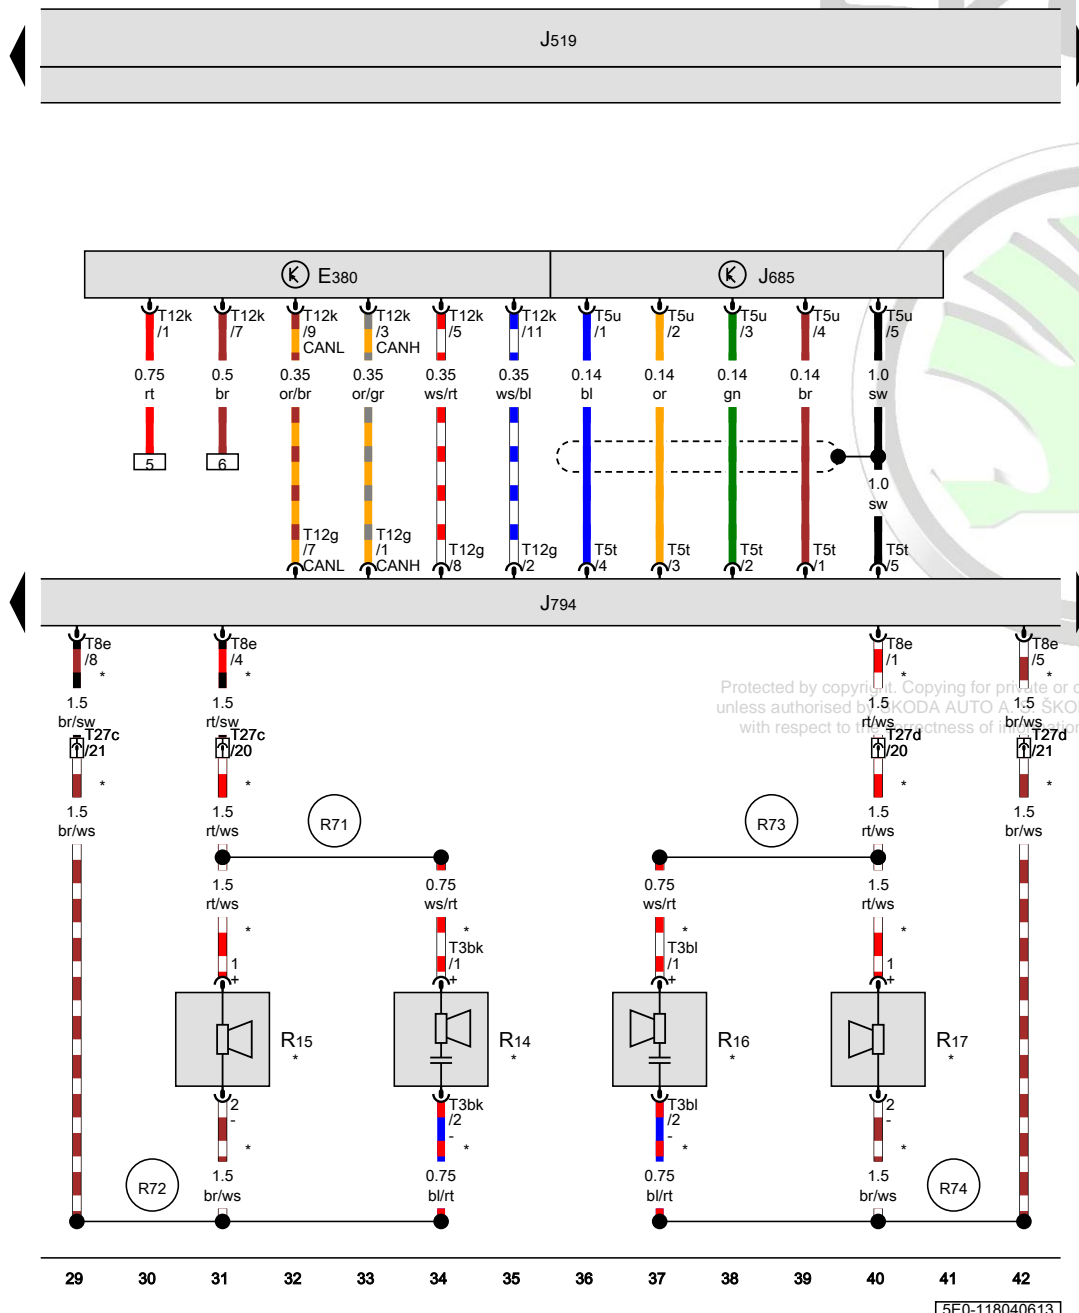 J519
E380
J685
T12k
/1
T12k
/7
T12k
/9
CANL
T12k
/3
CANH
T12k
/5
T12k
/11
T5u
/1
T5u
/2
T5u
/3
T5u
/4
T5u
/5
0.75
rt
0.5
br
0.35
or/br
0.35
or/gr
0.35
ws/rt
0.35
ws/bl
0.14
bl
0.14
or
0.14
gn
0.14
br
1.0
sw
5
6
1.0
sw
T12g
/7
CANL
T12g
/1
CANH
T12g
/8
T12g
/2
T5t
/4
T5t
/3
T5t
/2
T5t
/1
T5t
/5
J794
T8e
/8
*
T8e
/4
*
T8e
/1
*
T8e
/5
*
Protected by copyright. Copying for private or
unless authorised by ŠKODA AUTO A. S. ŠKO
with respect to the correctness of information
1.5
br/sw
1.5
rt/sw
1.5
rt/ws
1.5
br/ws
T27c
/21
*
T27c
/20
*
T27d
/20
*
T27d
/21
*
1.5
br/ws
1.5
rt/ws
1.5
rt/ws
1.5
br/ws
R71
R73
1.5
rt/ws
0.75
ws/rt
0.75
ws/rt
1.5
rt/ws
*
1
+
*
T3bk
/1
+
*
T3bl
/1
+
*
1
+
R15
*
R14
*
R16
*
R17
*
2
-
*
T3bk
/2
-
*
T3bl
/2
-
*
2
-
*
R72
1.5
br/ws
0.75
bl/rt
0.75
bl/rt
1.5
br/ws
R74
29 30 31 32 33 34 35 36 37 38 39 40 41 42
5E0-118040613